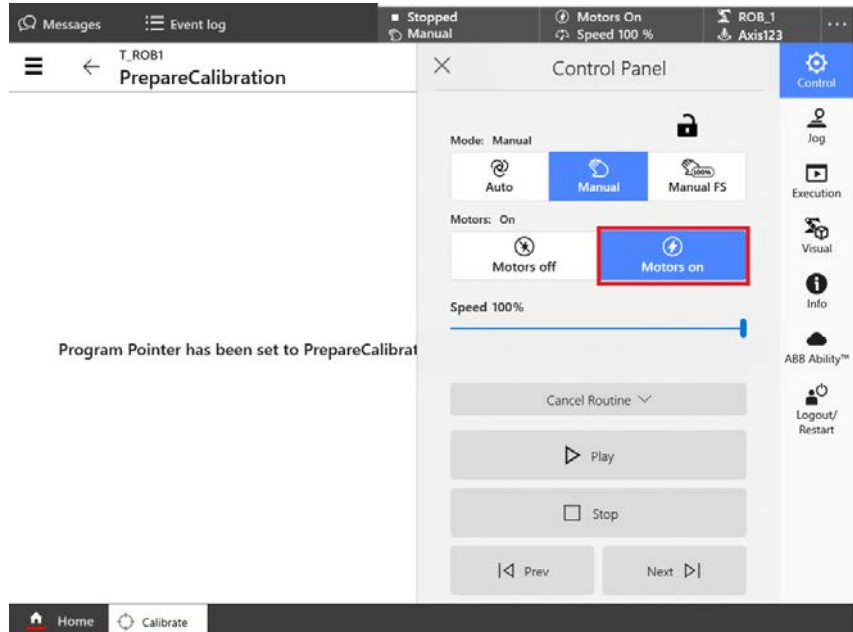 Messages
Event log
Stopped
Manual
Motors On
Speed 100 %
ROB_1
Axis123
...
T_ROB1
PrepareCalibration
Control Panel
Control
Mode: Manual
Auto
Manual
100%
Manual FS
Motors: On
Motors off
Motors on
Speed 100%
Program Pointer has been set to PrepareCalibrat
Cancel Routine
Play
Stop
Prev
Next
Jog
Execution
Visual
Info
ABB Ability™
Logout/
Restart
Home
Calibrate